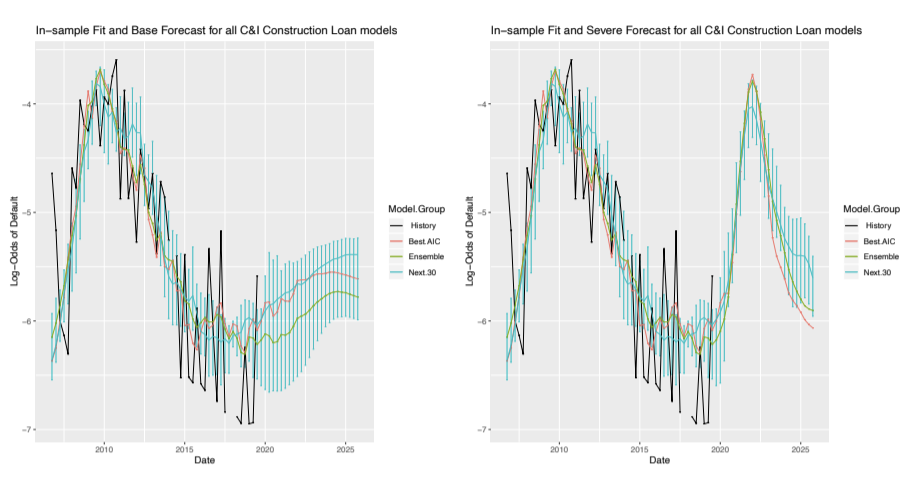 In−sample Fit and Base Forecast for all C&I Construction Loan models
−4
−5
−6
−7
Log−Odds of Default
2010
2015
2020
2025
Date
Model.Group
History
Best.AIC
Ensemble
Next.30
In−sample Fit and Severe Forecast for all C&I Construction Loan models
−4
−5
−6
−7
Log−Odds of Default
2010
2015
2020
2025
Date
Model.Group
History
Best.AIC
Ensemble
Next.30